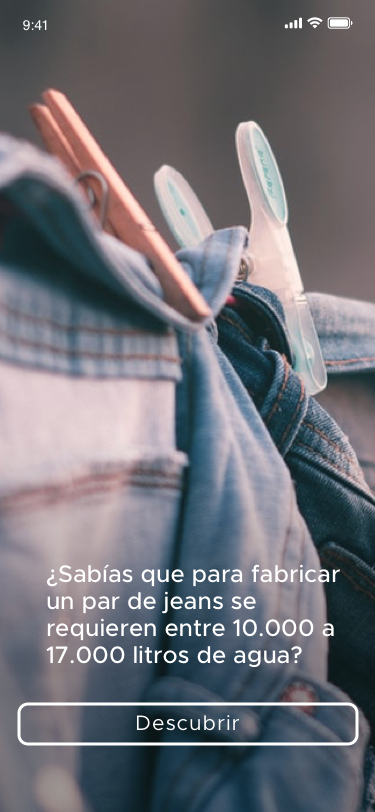 9:41
¿Sabías que para fabricar
un par de jeans se
requieren entre 10.000 a
17.000 litros de agua?
Descubrir